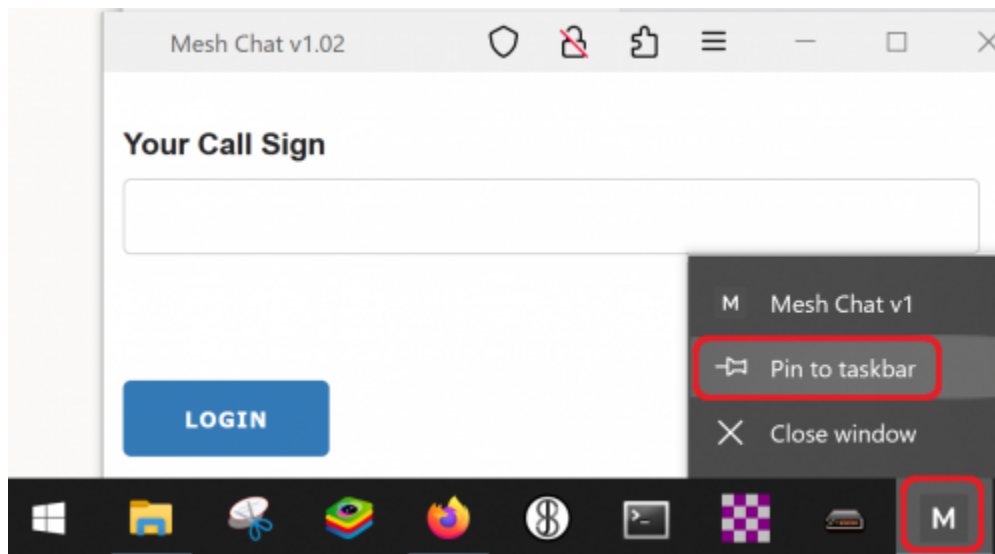 Mesh Chat v1.02
Your Call Sign
M Mesh Chat v1
Pin to taskbar
Close window
LOGIN
M